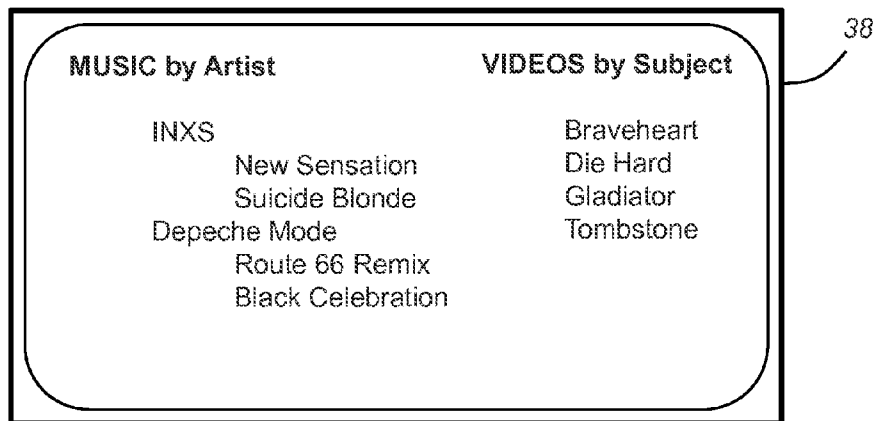 38
MUSIC by Artist
INXS
New Sensation
Suicide Blonde
Depeche Mode
Route 66 Remix
Black Celebration
VIDEOS by Subject
Braveheart
Die Hard
Gladiator
Tombstone